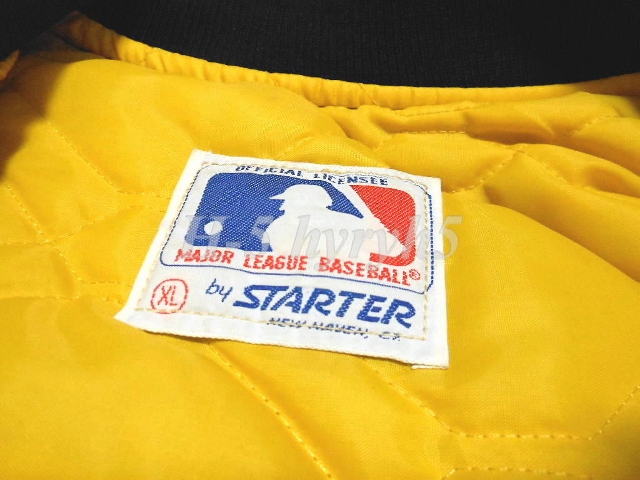 OFFICIAL LICENSEE
MAJOR LEAGUE BASEBALL®
XL by STARTER
NEW HAVEN, CT.